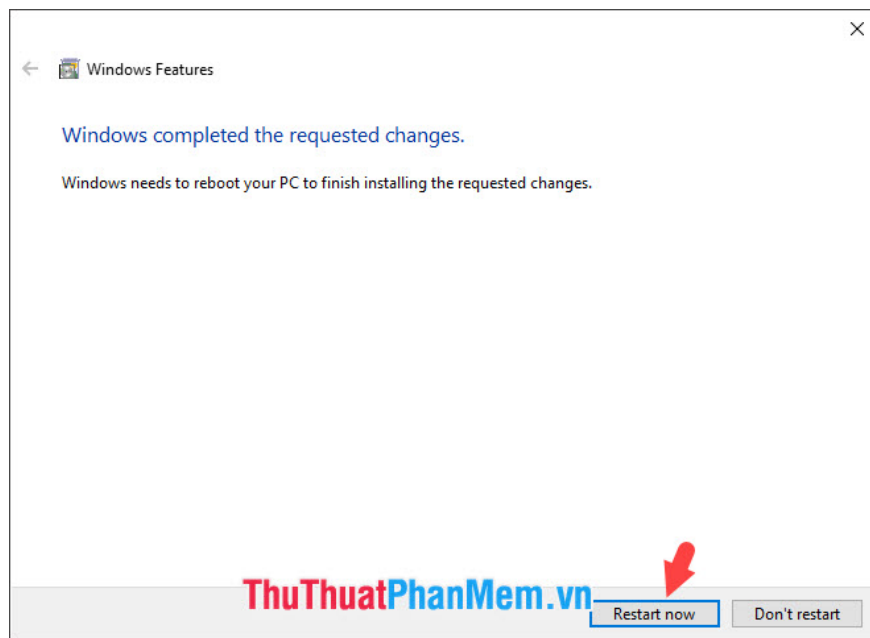 Windows Features
Windows completed the requested changes.
Windows needs to reboot your PC to finish installing the requested changes.
ThuThuatPhanMem.vn
Restart now
Don't restart